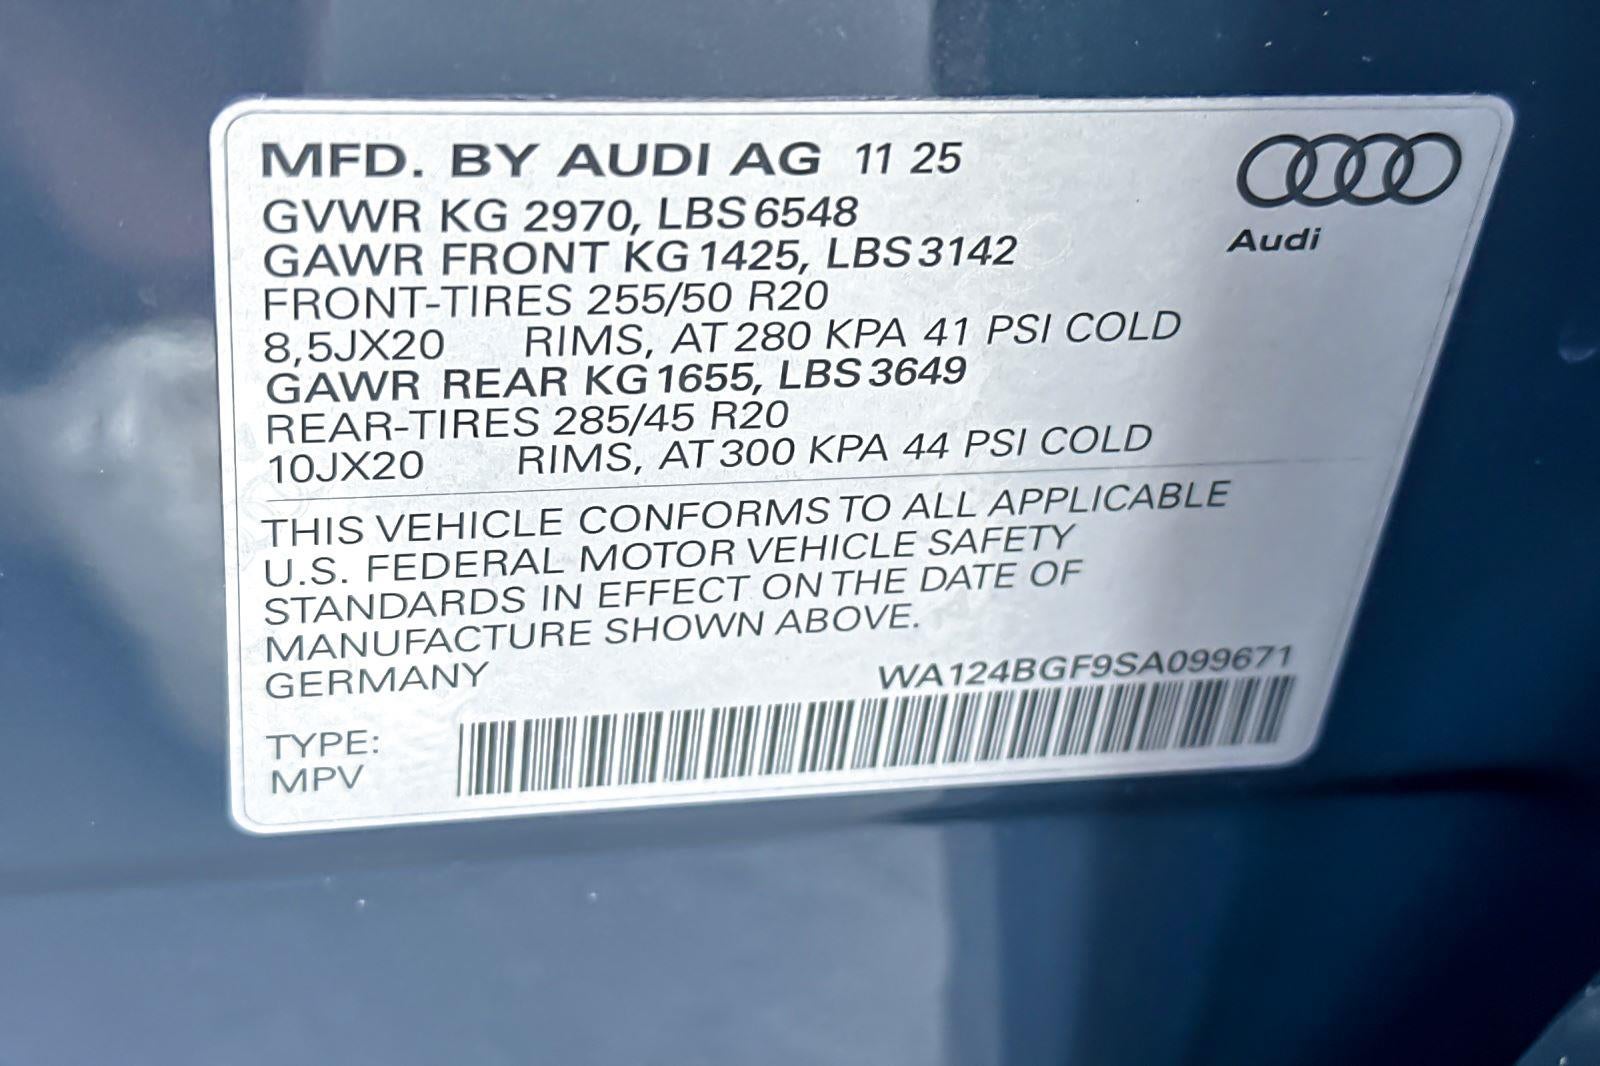 MFD. BY AUDI AG 11 25
Audi
GVWR KG 2970, LBS 6548
GAWR FRONT KG 1425, LBS 3142
FRONT-TIRES 255/50 R20
8,5JX20 RIMS, AT 280 KPA 41 PSI COLD
GAWR REAR KG 1655, LBS 3649
REAR-TIRES 285/45 R20
10JX20 RIMS, AT 300 KPA 44 PSI COLD
THIS VEHICLE CONFORMS TO ALL APPLICABLE
U.S. FEDERAL MOTOR VEHICLE SAFETY
STANDARDS IN EFFECT ON THE DATE OF
MANUFACTURE SHOWN ABOVE.
GERMANY WA124BGF9SA099671
TYPE:
MPV